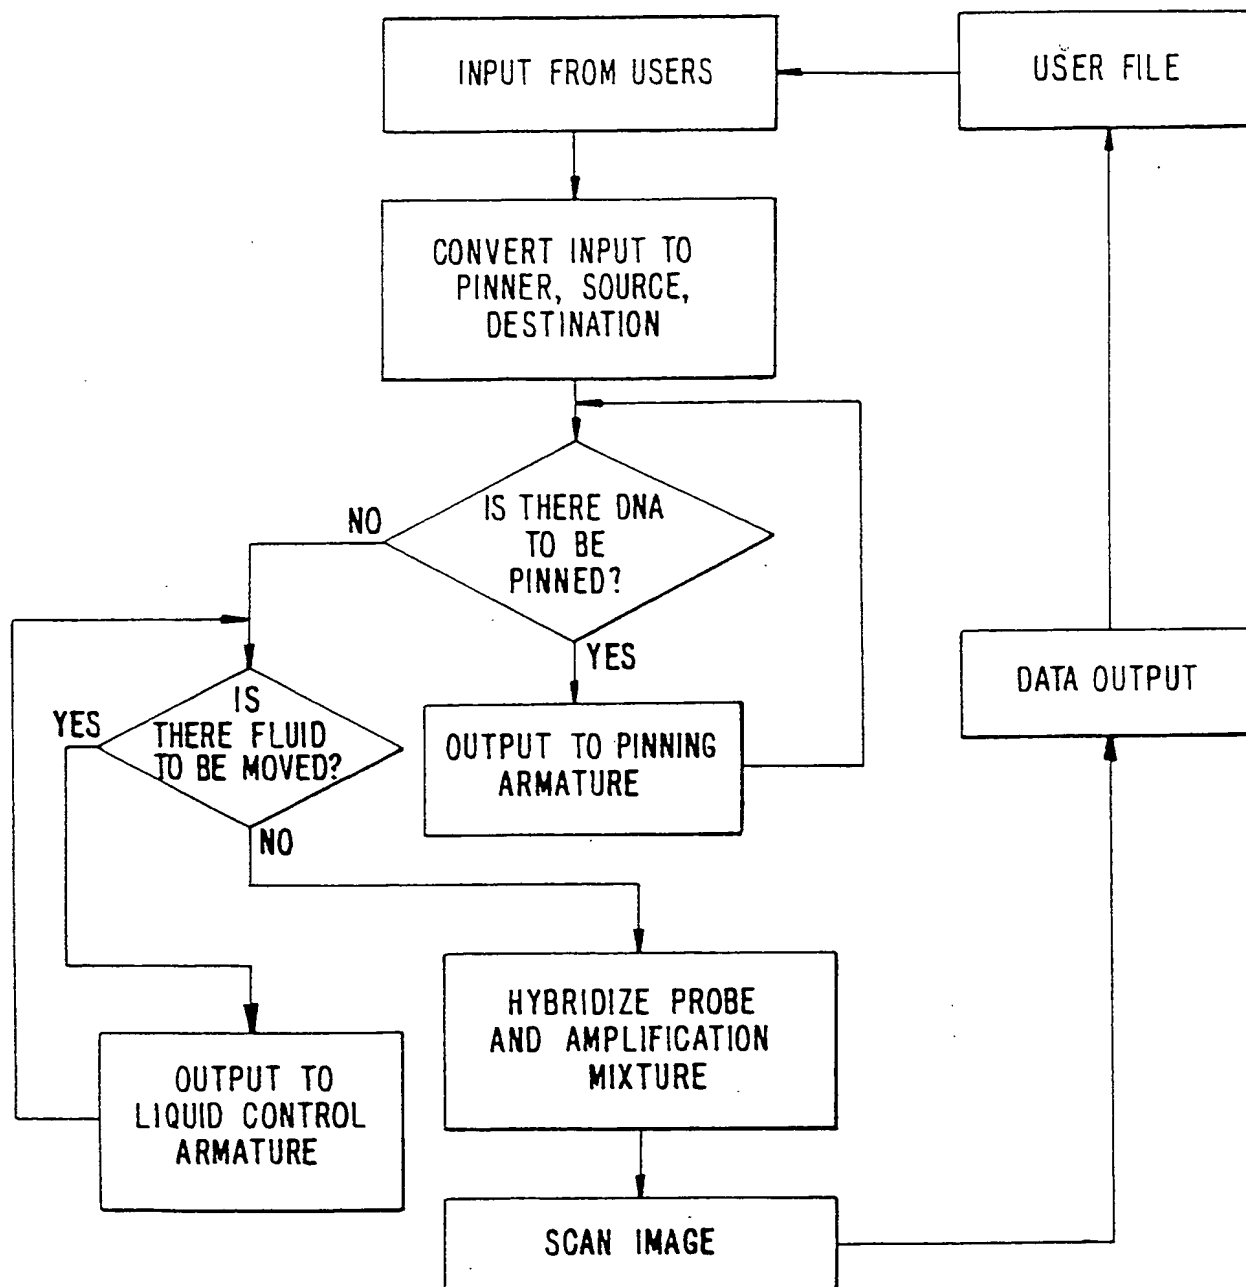 INPUT FROM USERS
USER FILE
CONVERT INPUT TO
PINNER, SOURCE,
DESTINATION
IS THERE DNA
TO BE
PINNED?
NO
YES
IS
THERE FLUID
TO BE MOVED?
YES
NO
OUTPUT TO PINNING
ARMATURE
DATA OUTPUT
HYBRIDIZE PROBE
AND AMPLIFICATION
MIXTURE
OUTPUT TO
LIQUID CONTROL
ARMATURE
SCAN IMAGE